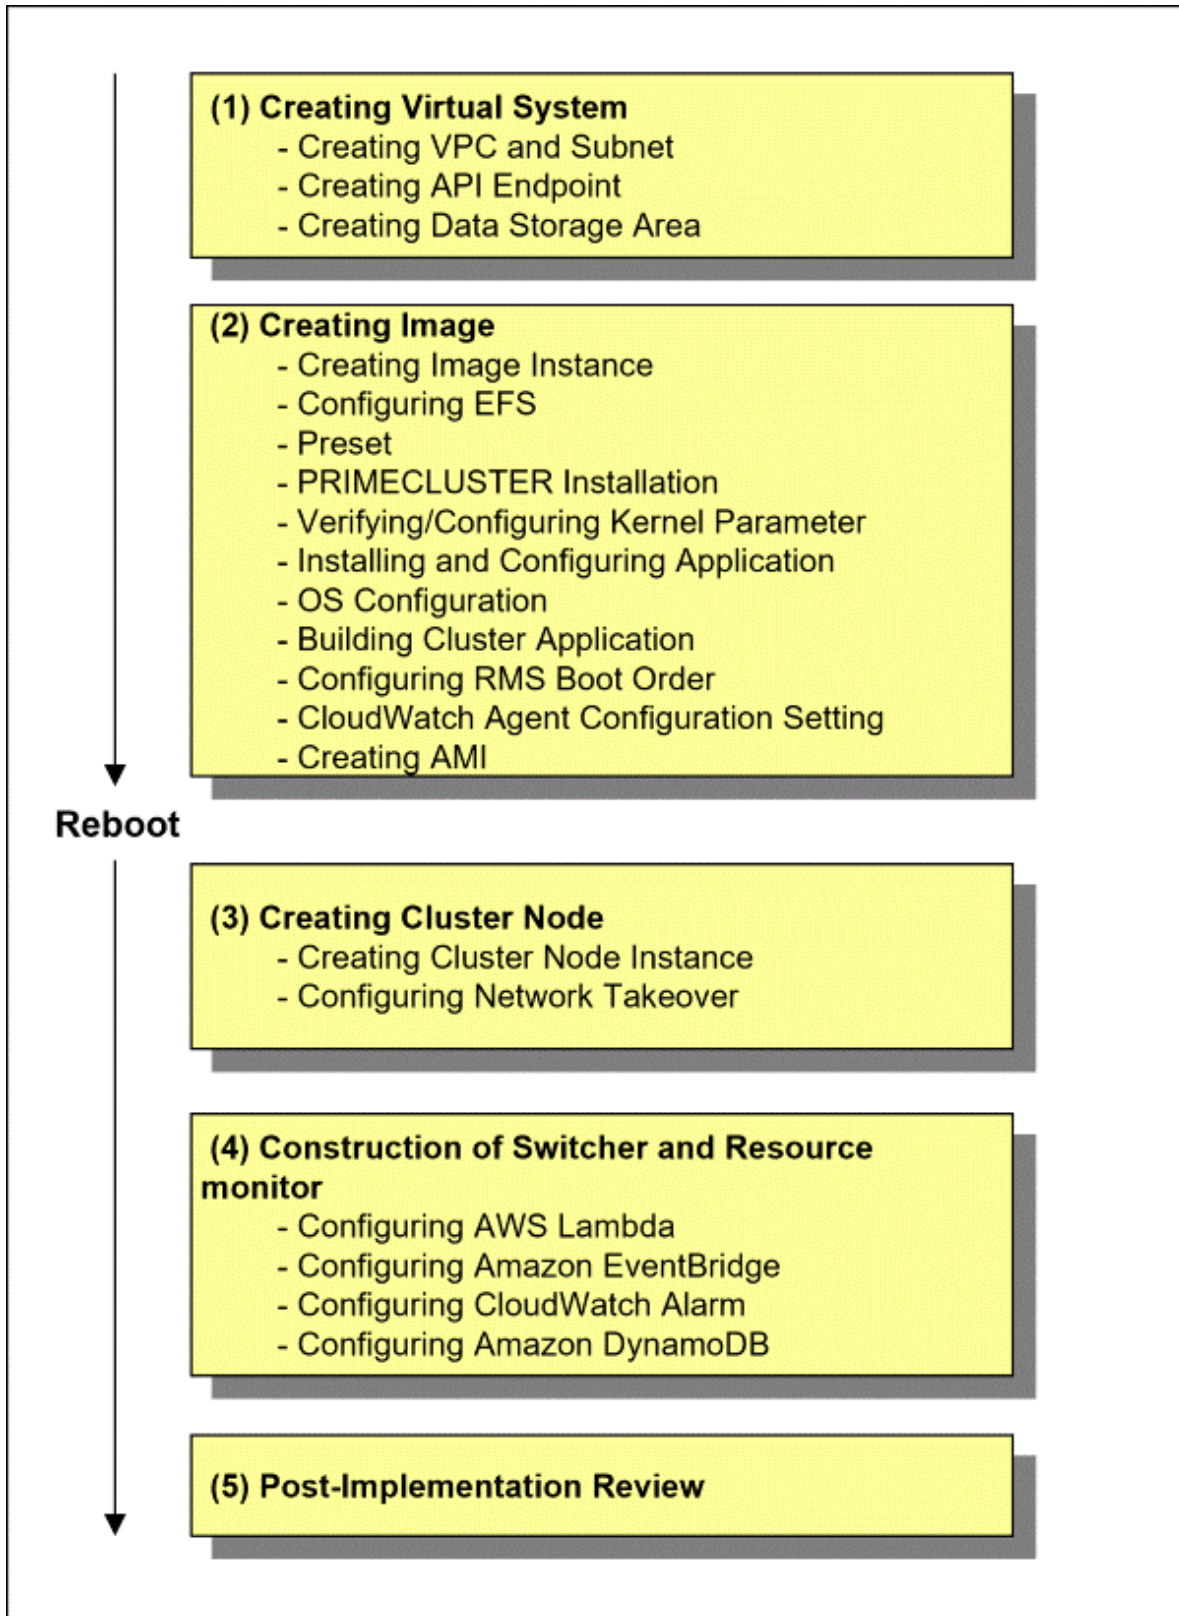 (1) Creating Virtual System
- Creating VPC and Subnet
- Creating API Endpoint
- Creating Data Storage Area
(2) Creating Image
- Creating Image Instance
- Configuring EFS
- Preset
- PRIMECLUSTER Installation
- Verifying/Configuring Kernel Parameter
- Installing and Configuring Application
- OS Configuration
- Building Cluster Application
- Configuring RMS Boot Order
- CloudWatch Agent Configuration Setting
- Creating AMI
Reboot
(3) Creating Cluster Node
- Creating Cluster Node Instance
- Configuring Network Takeover
(4) Construction of Switcher and Resource
monitor
- Configuring AWS Lambda
- Configuring Amazon EventBridge
- Configuring CloudWatch Alarm
- Configuring Amazon DynamoDB
(5) Post-Implementation Review